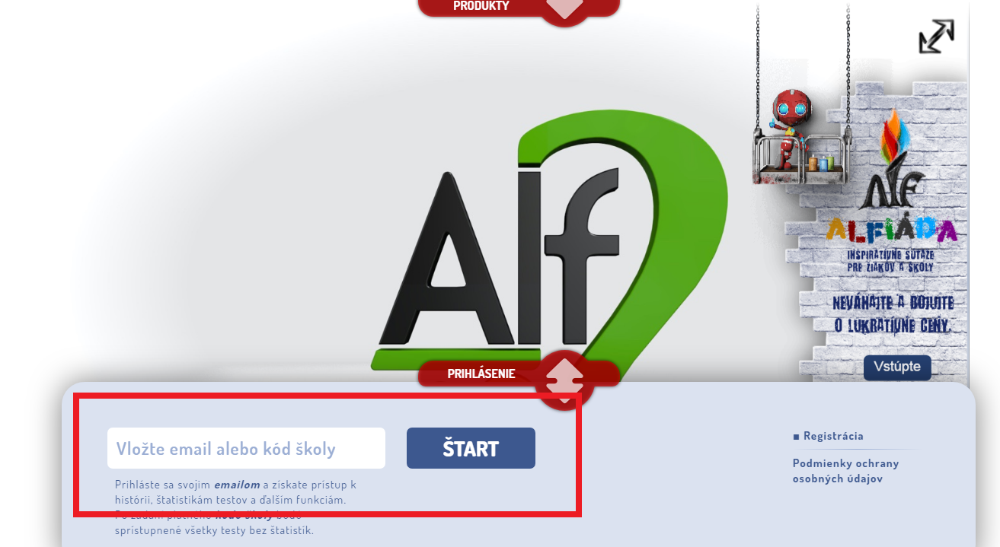 PRODUKTY
Alf
Alf
ALFIÁDA
INŠPIRATÍVNE SÚŤAŽE
PRE ŽIAKOV A ŠKOLY
NEVÁHAJTE A BOJUJTE
O LUKRATÍVNE CENY.
Vstúpte
PRIHLÁSENIE
Vložte email alebo kód školy
ŠTART
Prihláste sa svojim emailom a získate prístup k
histórii, štatistikám testov a ďalším funkciám.
Po zadaní platného kódu školy budú
sprístupnené všetky testy bez štatistík.
Registrácia
Podmienky ochrany
osobných údajov